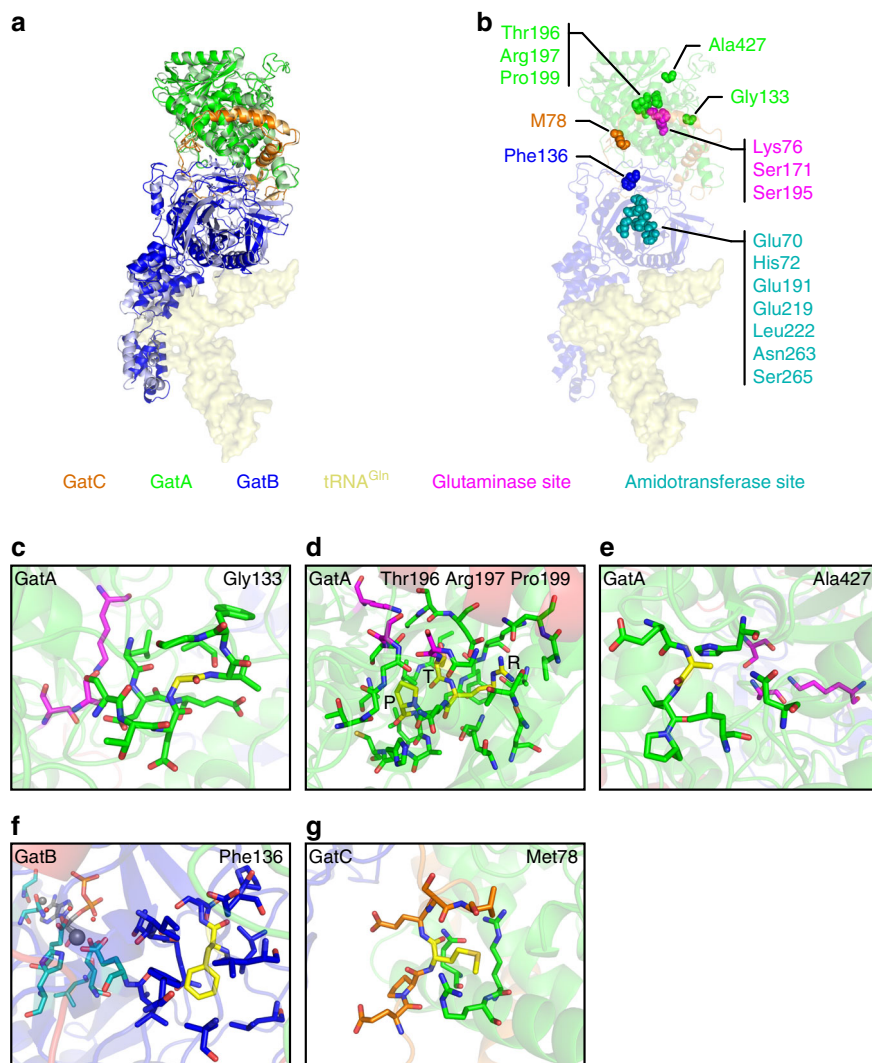 a
b
Thr196
Arg197
Pro199
Ala427
Gly133
M78
Phe136
Lys76
Ser171
Ser195
Glu70
His72
Glu191
Glu219
Leu222
Asn263
Ser265
GatC GatA GatB tRNAGln Glutaminase site Amidotransferase site
c
GatA Gly133
d
GatA Thr196 Arg197 Pro199
T
R
P
e
GatA Ala427
f
GatB Phe136
g
GatC Met78